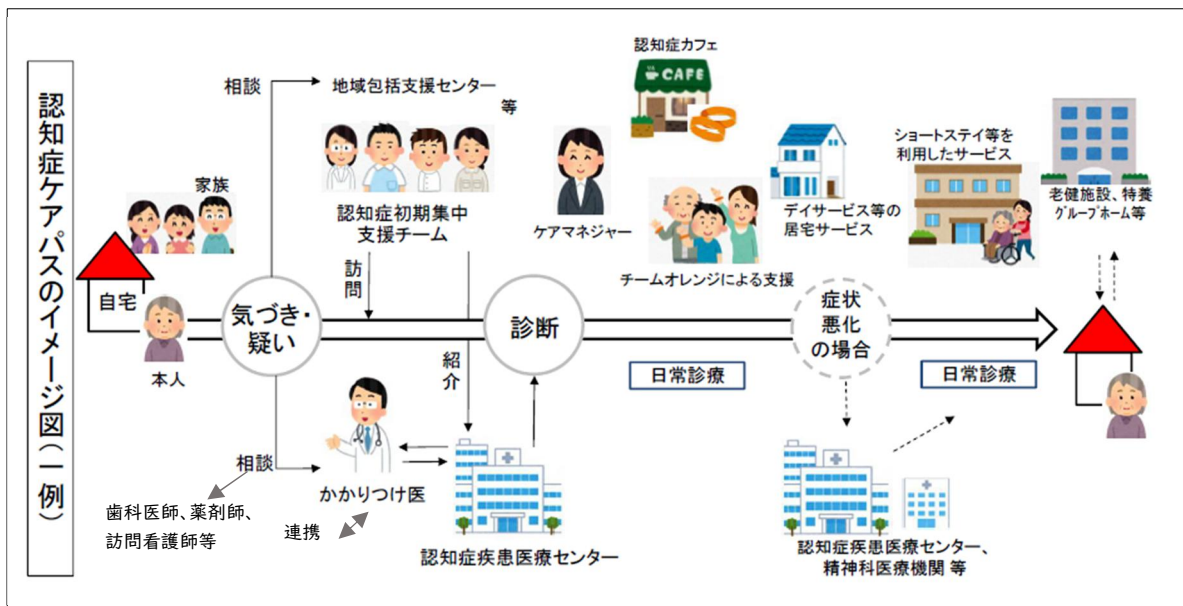 認知症ケアパスのイメージ図(一例)
家族
自宅
本人
相談
地域包括支援センター
等
認知症初期集中
支援チーム
訪問
気づき・
疑い
相談
歯科医師、薬剤師、
訪問看護師等
連携
かかりつけ医
紹介
認知症疾患医療センター
診断
ケアマネジャー
認知症カフェ
CAFE
チームオレンジによる支援
デイサービス等の
居宅サービス
日常診療
症状
悪化
の場合
認知症疾患医療センター、
精神科医療機関 等
ショートステイ等を
利用したサービス
日常診療
老健施設、特養
グループホーム等